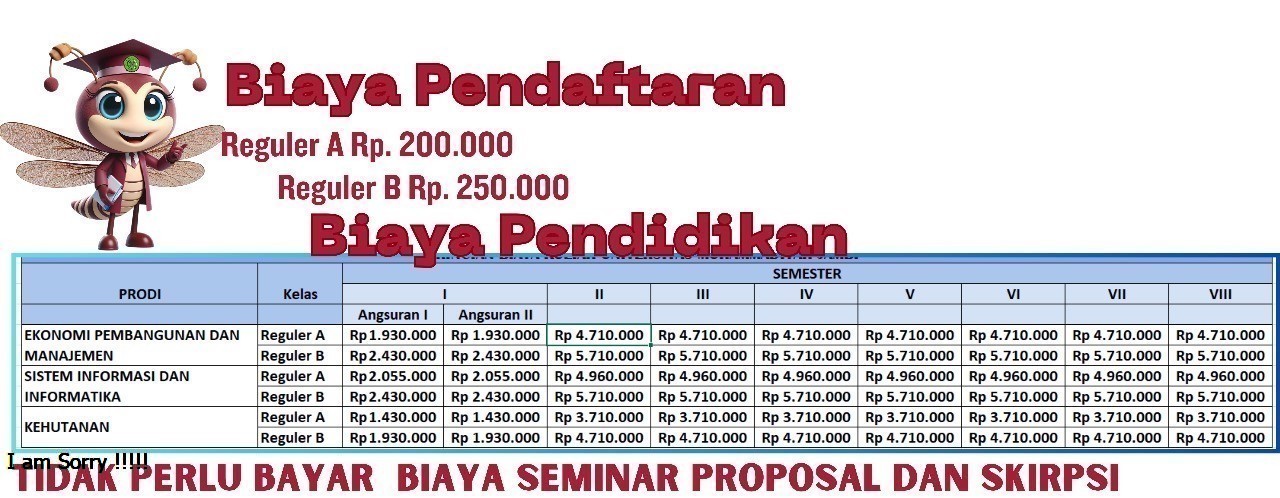 Biaya Pendaftaran
Reguler A Rp. 200.000
Reguler B Rp. 250.000
Biaya Pendidikan
SEMESTER
PRODI Kelas I II III IV V VI VII VIII
Angsuran I Angsuran II
EKONOMI PEMBANGUNAN DAN Reguler A Rp1.930.000 Rp 1.930.000 Rp 4.710.000 Rp 4.710.000 Rp 4.710.000 Rp 4.710.000 Rp 4.710.000 Rp 4.710.000 Rp 4.710.000
MANAJEMEN Reguler B Rp2.430.000 Rp 2.430.000 Rp 5.710.000 Rp 5.710.000 Rp 5.710.000 Rp 5.710.000 Rp 5.710.000 Rp 5.710.000 Rp 5.710.000
SISTEM INFORMASI DAN Reguler A Rp2.055.000 Rp 2.055.000 Rp 4.960.000 Rp 4.960.000 Rp 4.960.000 Rp 4.960.000 Rp 4.960.000 Rp 4.960.000 Rp 4.960.000
INFORMATIKA Reguler B Rp2.430.000 Rp 2.430.000 Rp 5.710.000 Rp 5.710.000 Rp 5.710.000 Rp 5.710.000 Rp 5.710.000 Rp 5.710.000 Rp 5.710.000
KEHUTANAN Reguler A Rp1.430.000 Rp 1.430.000 Rp 3.710.000 Rp 3.710.000 Rp 3.710.000 Rp 3.710.000 Rp 3.710.000 Rp 3.710.000 Rp 3.710.000
Reguler B Rp1.930.000 Rp 1.930.000 Rp 4.710.000 Rp 4.710.000 Rp 4.710.000 Rp 4.710.000 Rp 4.710.000 Rp 4.710.000 Rp 4.710.000
I am Sorry !!!!!
TIDAK PERLU BAYAR BIAYA SEMINAR PROPOSAL DAN SKIRPSI